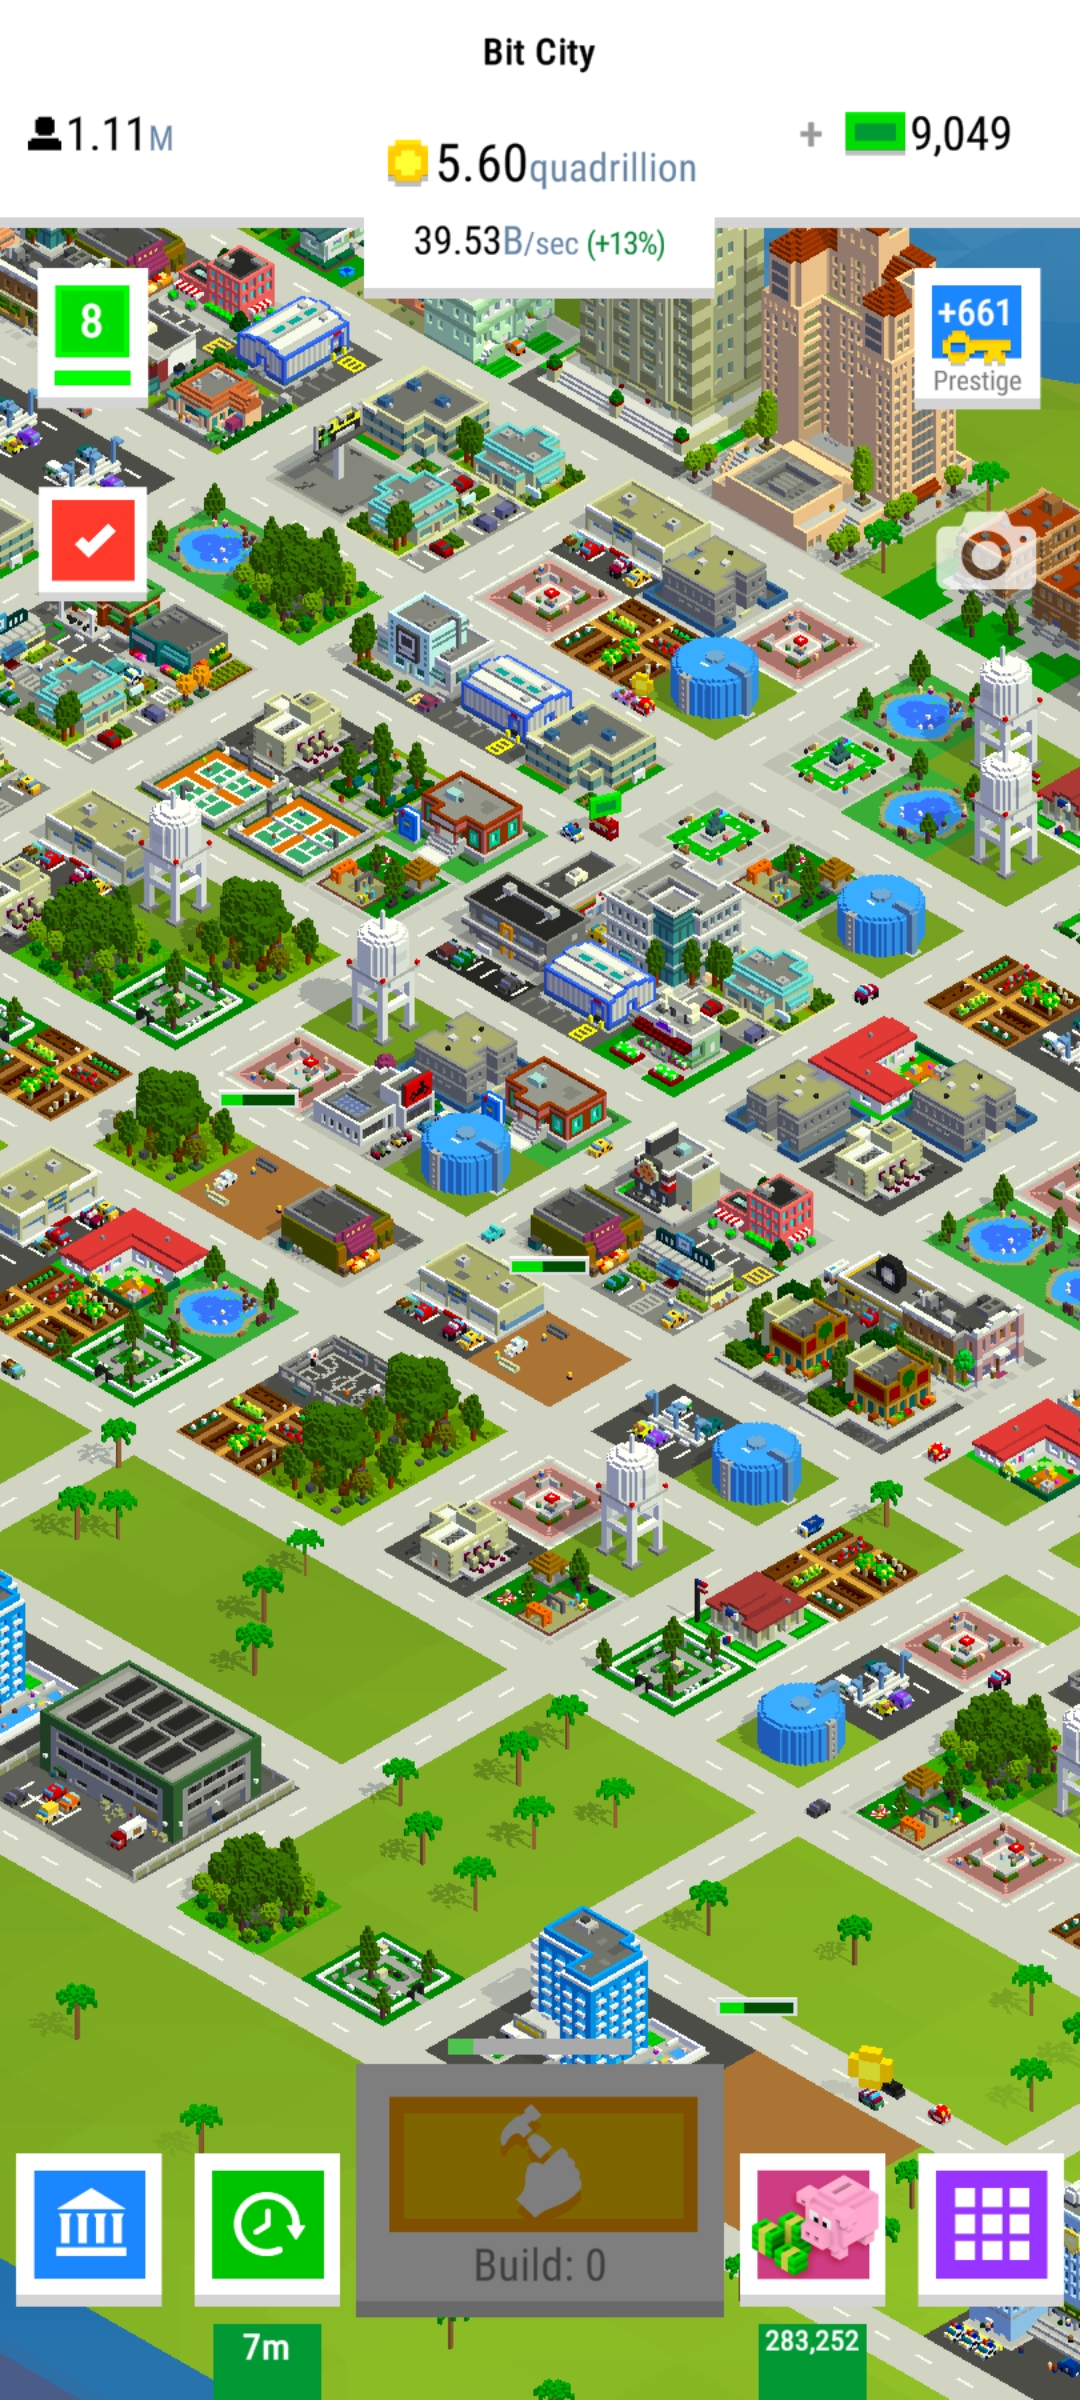 Bit City
1.11M
5.60quadrillion
+ 9,049
39.53B/sec (+13%)
8
+661
Prestige
Build: 0
7m
283,252